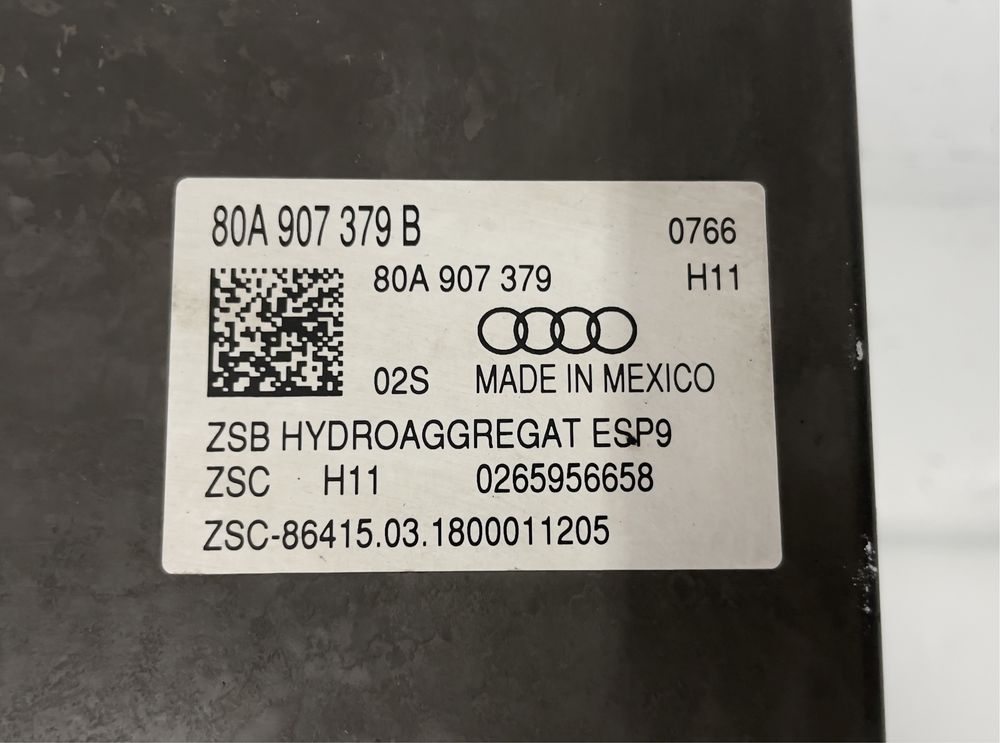 80A 907 379 B 0766
80A 907 379 H11
02S MADE IN MEXICO
ZSB HYDROAGGREGAT ESP9
ZSC H11 0265956658
ZSC-86415.03.1800011205